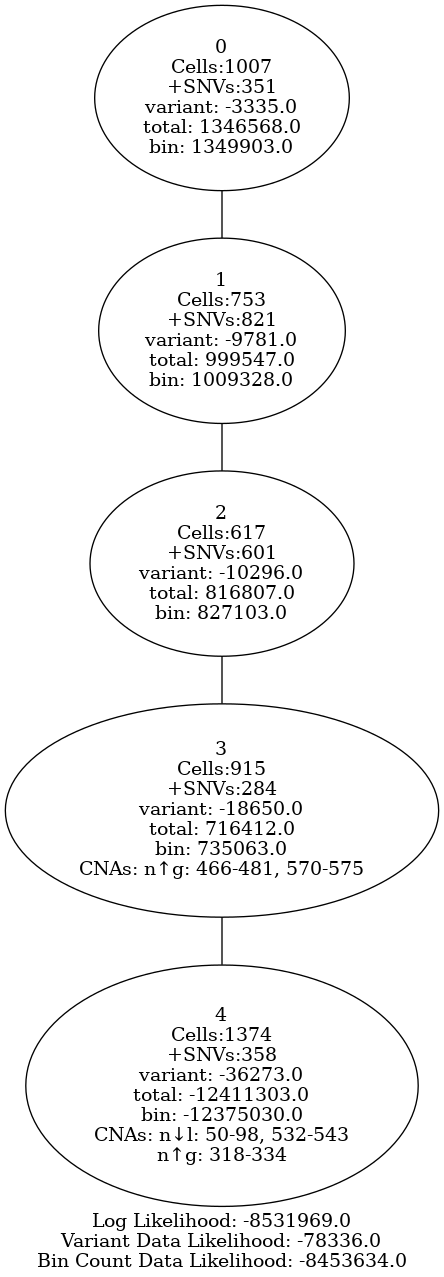 0
Cells:1007
+SNVs:351
variant: -3335.0
total: 1346568.0
bin: 1349903.0
1
Cells:753
+SNVs:821
variant: -9781.0
total: 999547.0
bin: 1009328.0
2
Cells:617
+SNVs:601
variant: -10296.0
total: 816807.0
bin: 827103.0
3
Cells:915
+SNVs:284
variant: -18650.0
total: 716412.0
bin: 735063.0
CNAs: n↑g: 466-481, 570-575
4
Cells:1374
+SNVs:358
variant: -36273.0
total: -12411303.0
bin: -12375030.0
CNAs: n↓l: 50-98, 532-543
n↑g: 318-334
Log Likelihood: -8531969.0
Variant Data Likelihood: -78336.0
Bin Count Data Likelihood: -8453634.0